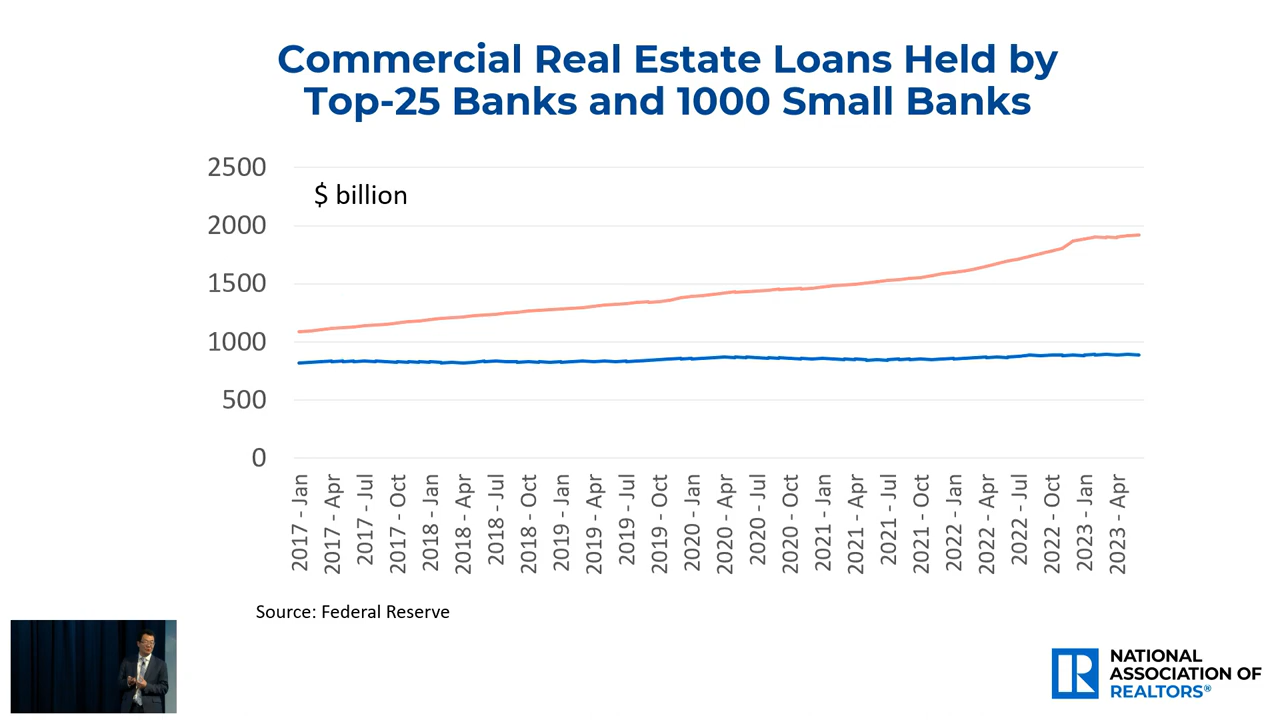 Commercial Real Estate Loans Held by
Top-25 Banks and 1000 Small Banks
2500
$ billion
2000
1500
1000
500
0
2017 - Jan
2017 - Apr
2017 - Jul
2017 - Oct
2018 - Jan
2018 - Apr
2018 - Jul
2018 - Oct
2019 - Jan
2019 - Apr
2019 - Jul
2019 - Oct
2020 - Jan
2020 - Apr
2020 - Jul
2020 - Oct
2021 - Jan
2021 - Apr
2021 - Jul
2021 - Oct
2022 - Jan
2022 - Apr
2022 - Jul
2022 - Oct
2023 - Jan
2023 - Apr
Source: Federal Reserve
NATIONAL
ASSOCIATION OF
REALTORS®